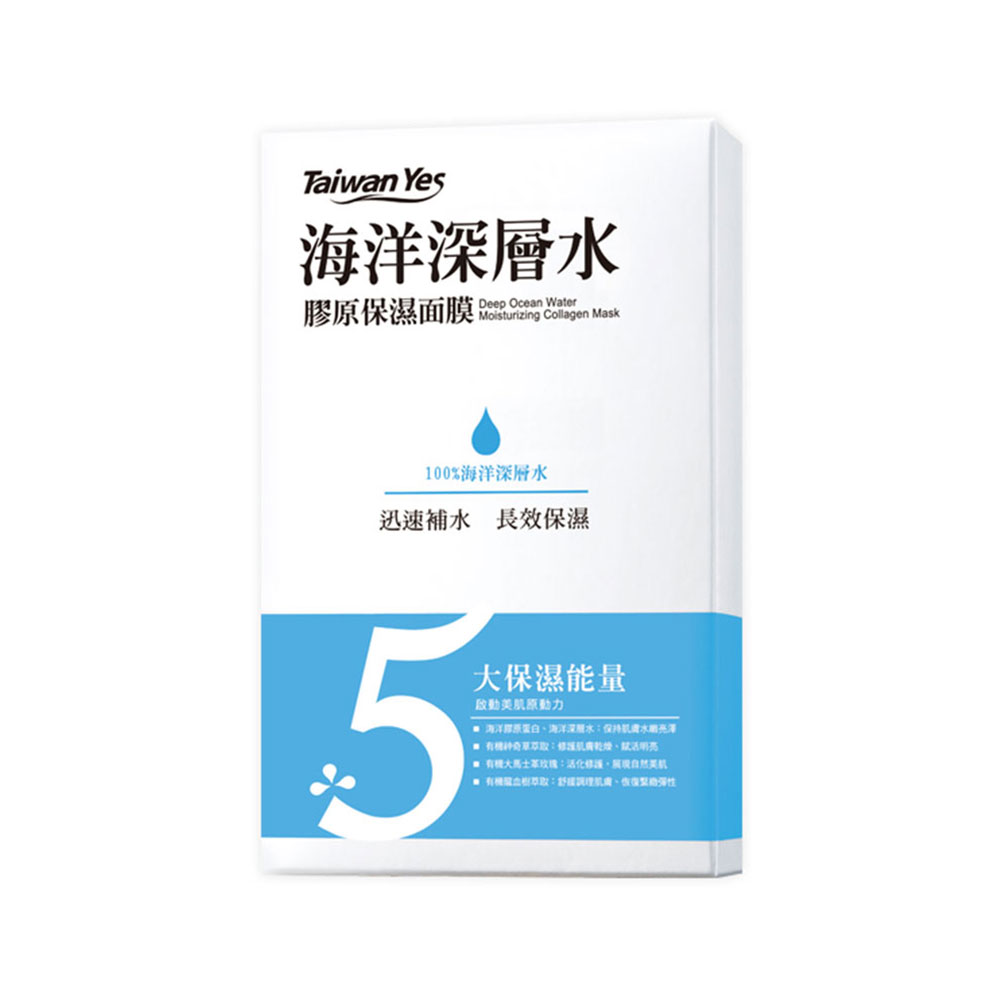 Taiwan Yes
海洋深層水
膠原保濕面膜 Deep Ocean Water
Moisturizing Collagen Mask
100%海洋深層水
迅速補水 長效保濕
5
大保濕能量
啟動美肌原動力
■ 海洋膠原蛋白、海洋深層水：保持肌膚水嫩亮澤
■ 有機神奇草萃取：修護肌膚乾燥、賦活明亮
■ 有機大馬士革玫瑰：活化修護，展現自然美肌
■ 有機龍血樹萃取：舒緩調理肌膚、恢復緊緻彈性